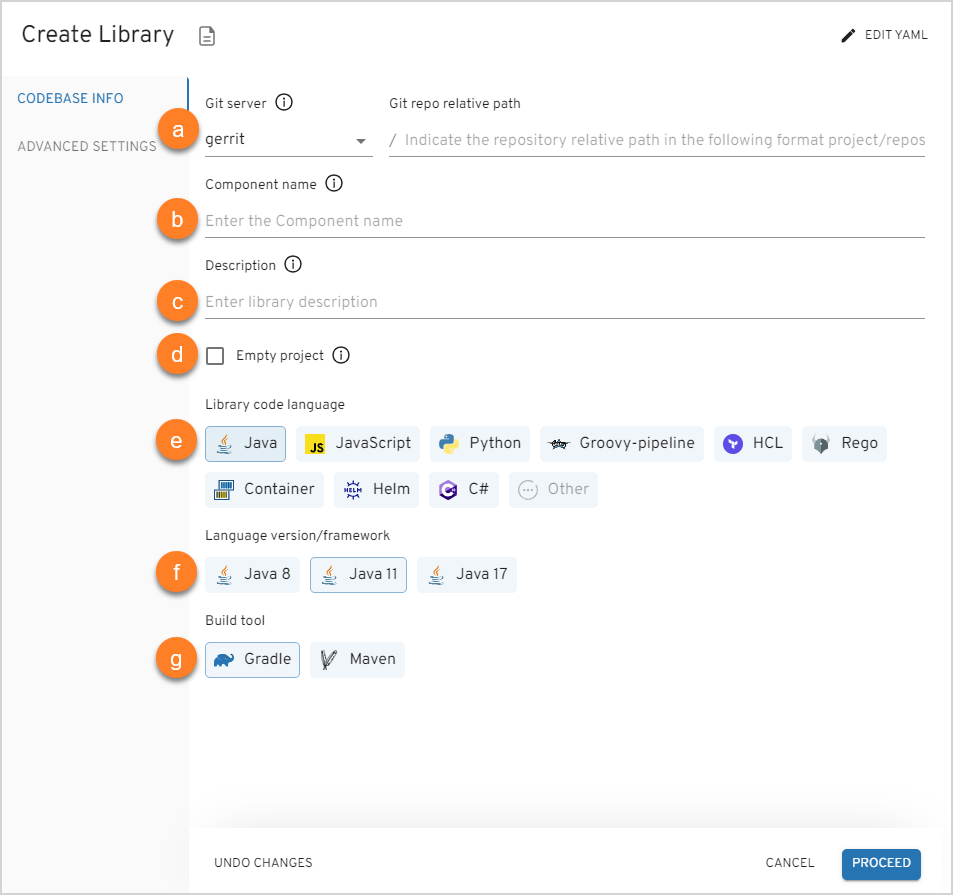 Create Library
EDIT YAML
CODEBASE INFO
ADVANCED SETTINGS
a
Git server
Git repo relative path
gerrit
/ Indicate the repository relative path in the following format project/repos
b
Component name
Enter the Component name
c
Description
Enter library description
d
Empty project
Library code language
e
Java
JS
JavaScript
Python
Groovy-pipeline
HCL
Rego
Container
HELM
Helm
C#
Other
Language version/framework
f
Java 8
Java 11
Java 17
Build tool
g
Gradle
Maven
UNDO CHANGES
CANCEL
PROCEED